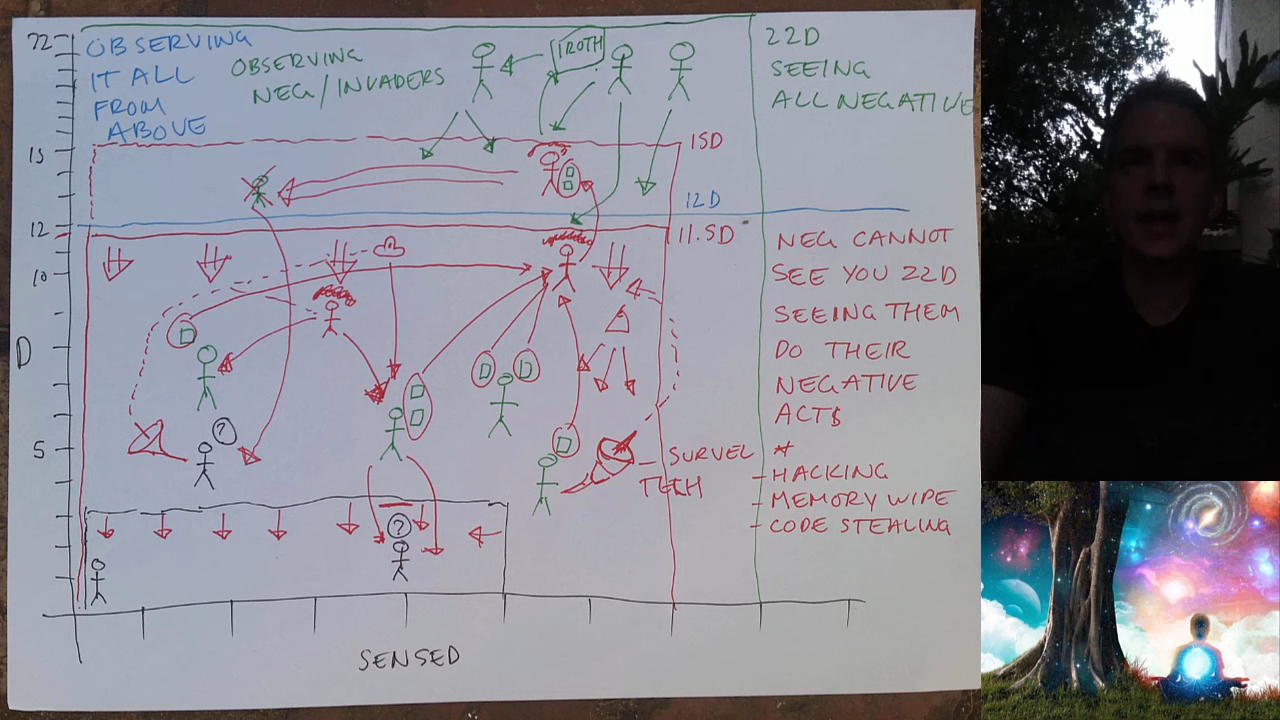 22
15
12
10
5
D
OBSERVING
IT ALL
FROM
ABOVE
OBSERVING
NEG/INVADERS
22D
SEEING
ALL NEGATIVE
15D
12D
11.5D
?
?
SURVEL
TECH
NEG CANNOT
SEE YOU 22D
SEEING THEM
DO THEIR
NEGATIVE
ACTS
*
- HACKING
- MEMORY WIPE
- CODE STEALING
SENSED